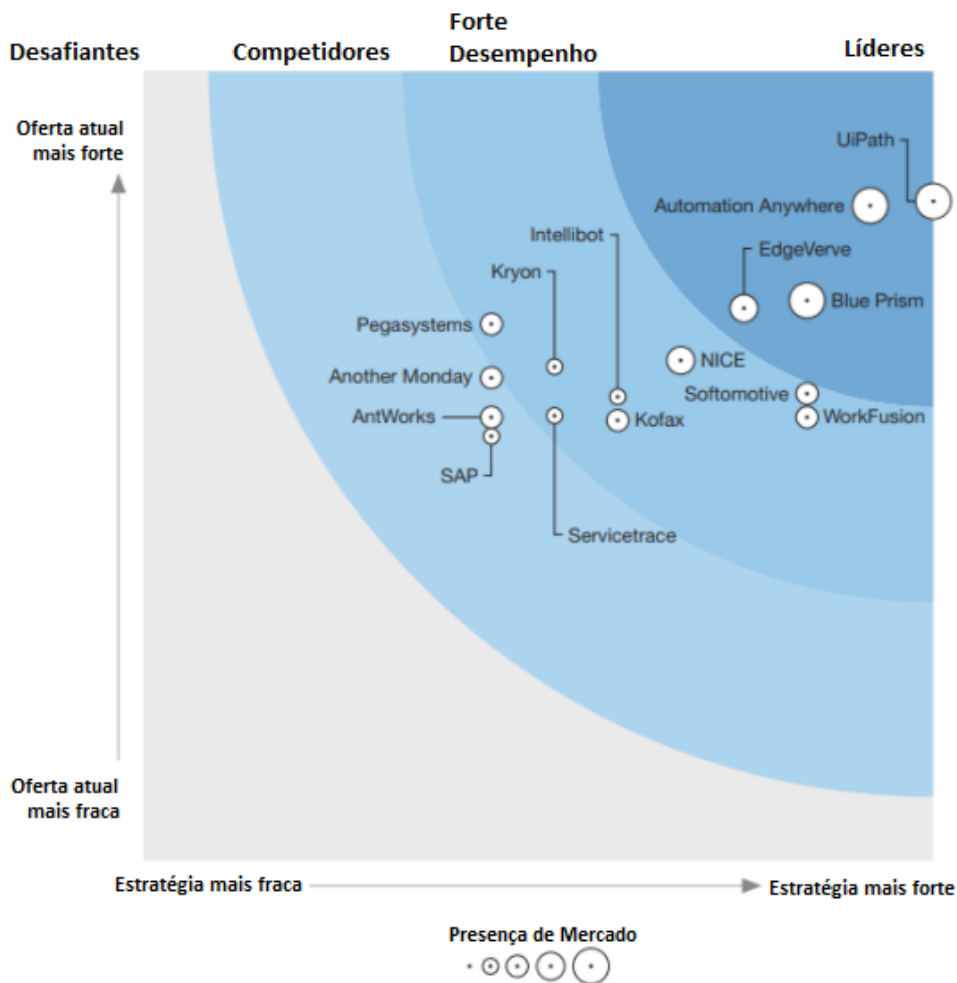 Desafiantes
Competidores
Forte
Desempenho
Líderes
Oferta atual
mais forte
UiPath
Automation Anywhere
Intellibot
EdgeVerve
Kryon
Blue Prism
Pegasystems
NICE
Another Monday
Softomotive
AntWorks
Kofax
WorkFusion
SAP
Servicetrace
Oferta atual
mais fraca
Estratégia mais fraca
Estratégia mais forte
Presença de Mercado